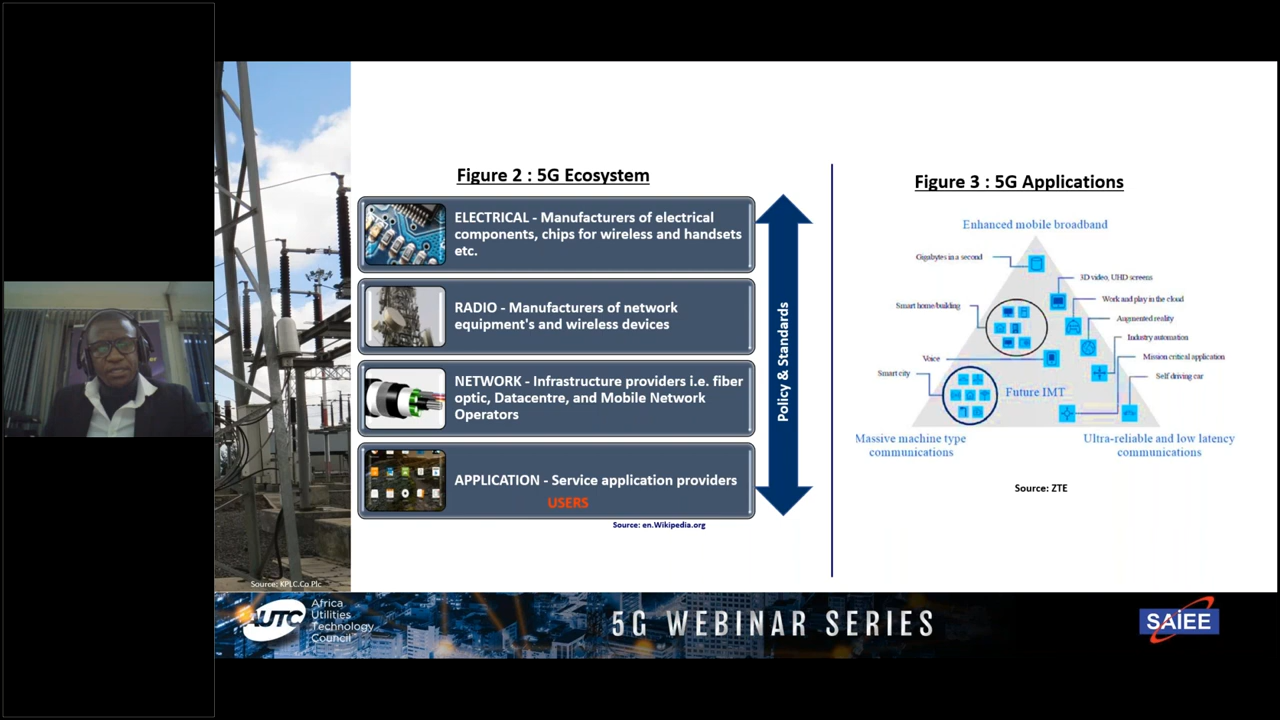 Figure 2 : 5G Ecosystem
ELECTRICAL - Manufacturers of electrical
components, chips for wireless and handsets
etc.
RADIO - Manufacturers of network
equipment's and wireless devices
NETWORK - Infrastructure providers i.e. fiber
optic, Datacentre, and Mobile Network
Operators
APPLICATION - Service application providers
USERS
Source: en.Wikipedia.org
Policy & Standards
Figure 3 : 5G Applications
Enhanced mobile broadband
Gigabytes in a second
3D video, UHD screens
Smart home/building
Work and play in the cloud
Augmented reality
Industry automation
Voice
Mission critical application
Smart city
Self driving car
Future IMT
Massive machine type
communications
Ultra-reliable and low latency
communications
Source: ZTE
Source: KPLC.Co Plc
AUTC
Africa
Utilities
Technology
Council
5G WEBINAR SERIES
SAIEE